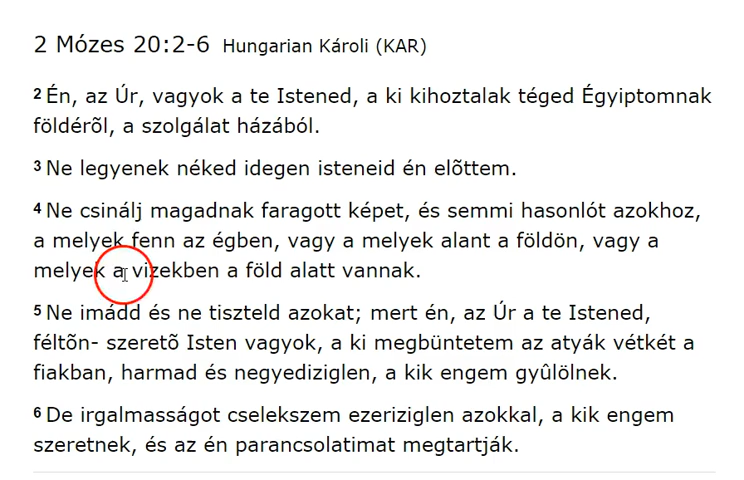 2 Mózes 20:2-6 Hungarian Károli (KAR)
2 Én, az Úr, vagyok a te Istened, a ki kihoztalak téged Égyiptomnak
földérõl, a szolgálat házából.
3 Ne legyenek néked idegen isteneid én elõttem.
4 Ne csinálj magadnak faragott képet, és semmi hasonlót azokhoz,
a melyek fenn az égben, vagy a melyek alant a földön, vagy a
melyek a vizekben a föld alatt vannak.
5 Ne imádd és ne tiszteld azokat; mert én, az Úr a te Istened,
féltõn- szeretõ Isten vagyok, a ki megbüntetem az atyák vétkét a
fiakban, harmad és negyediziglen, a kik engem gyûlölnek.
6 De irgalmasságot cselekszem ezeriziglen azokkal, a kik engem
szeretnek, és az én parancsolatimat megtartják.